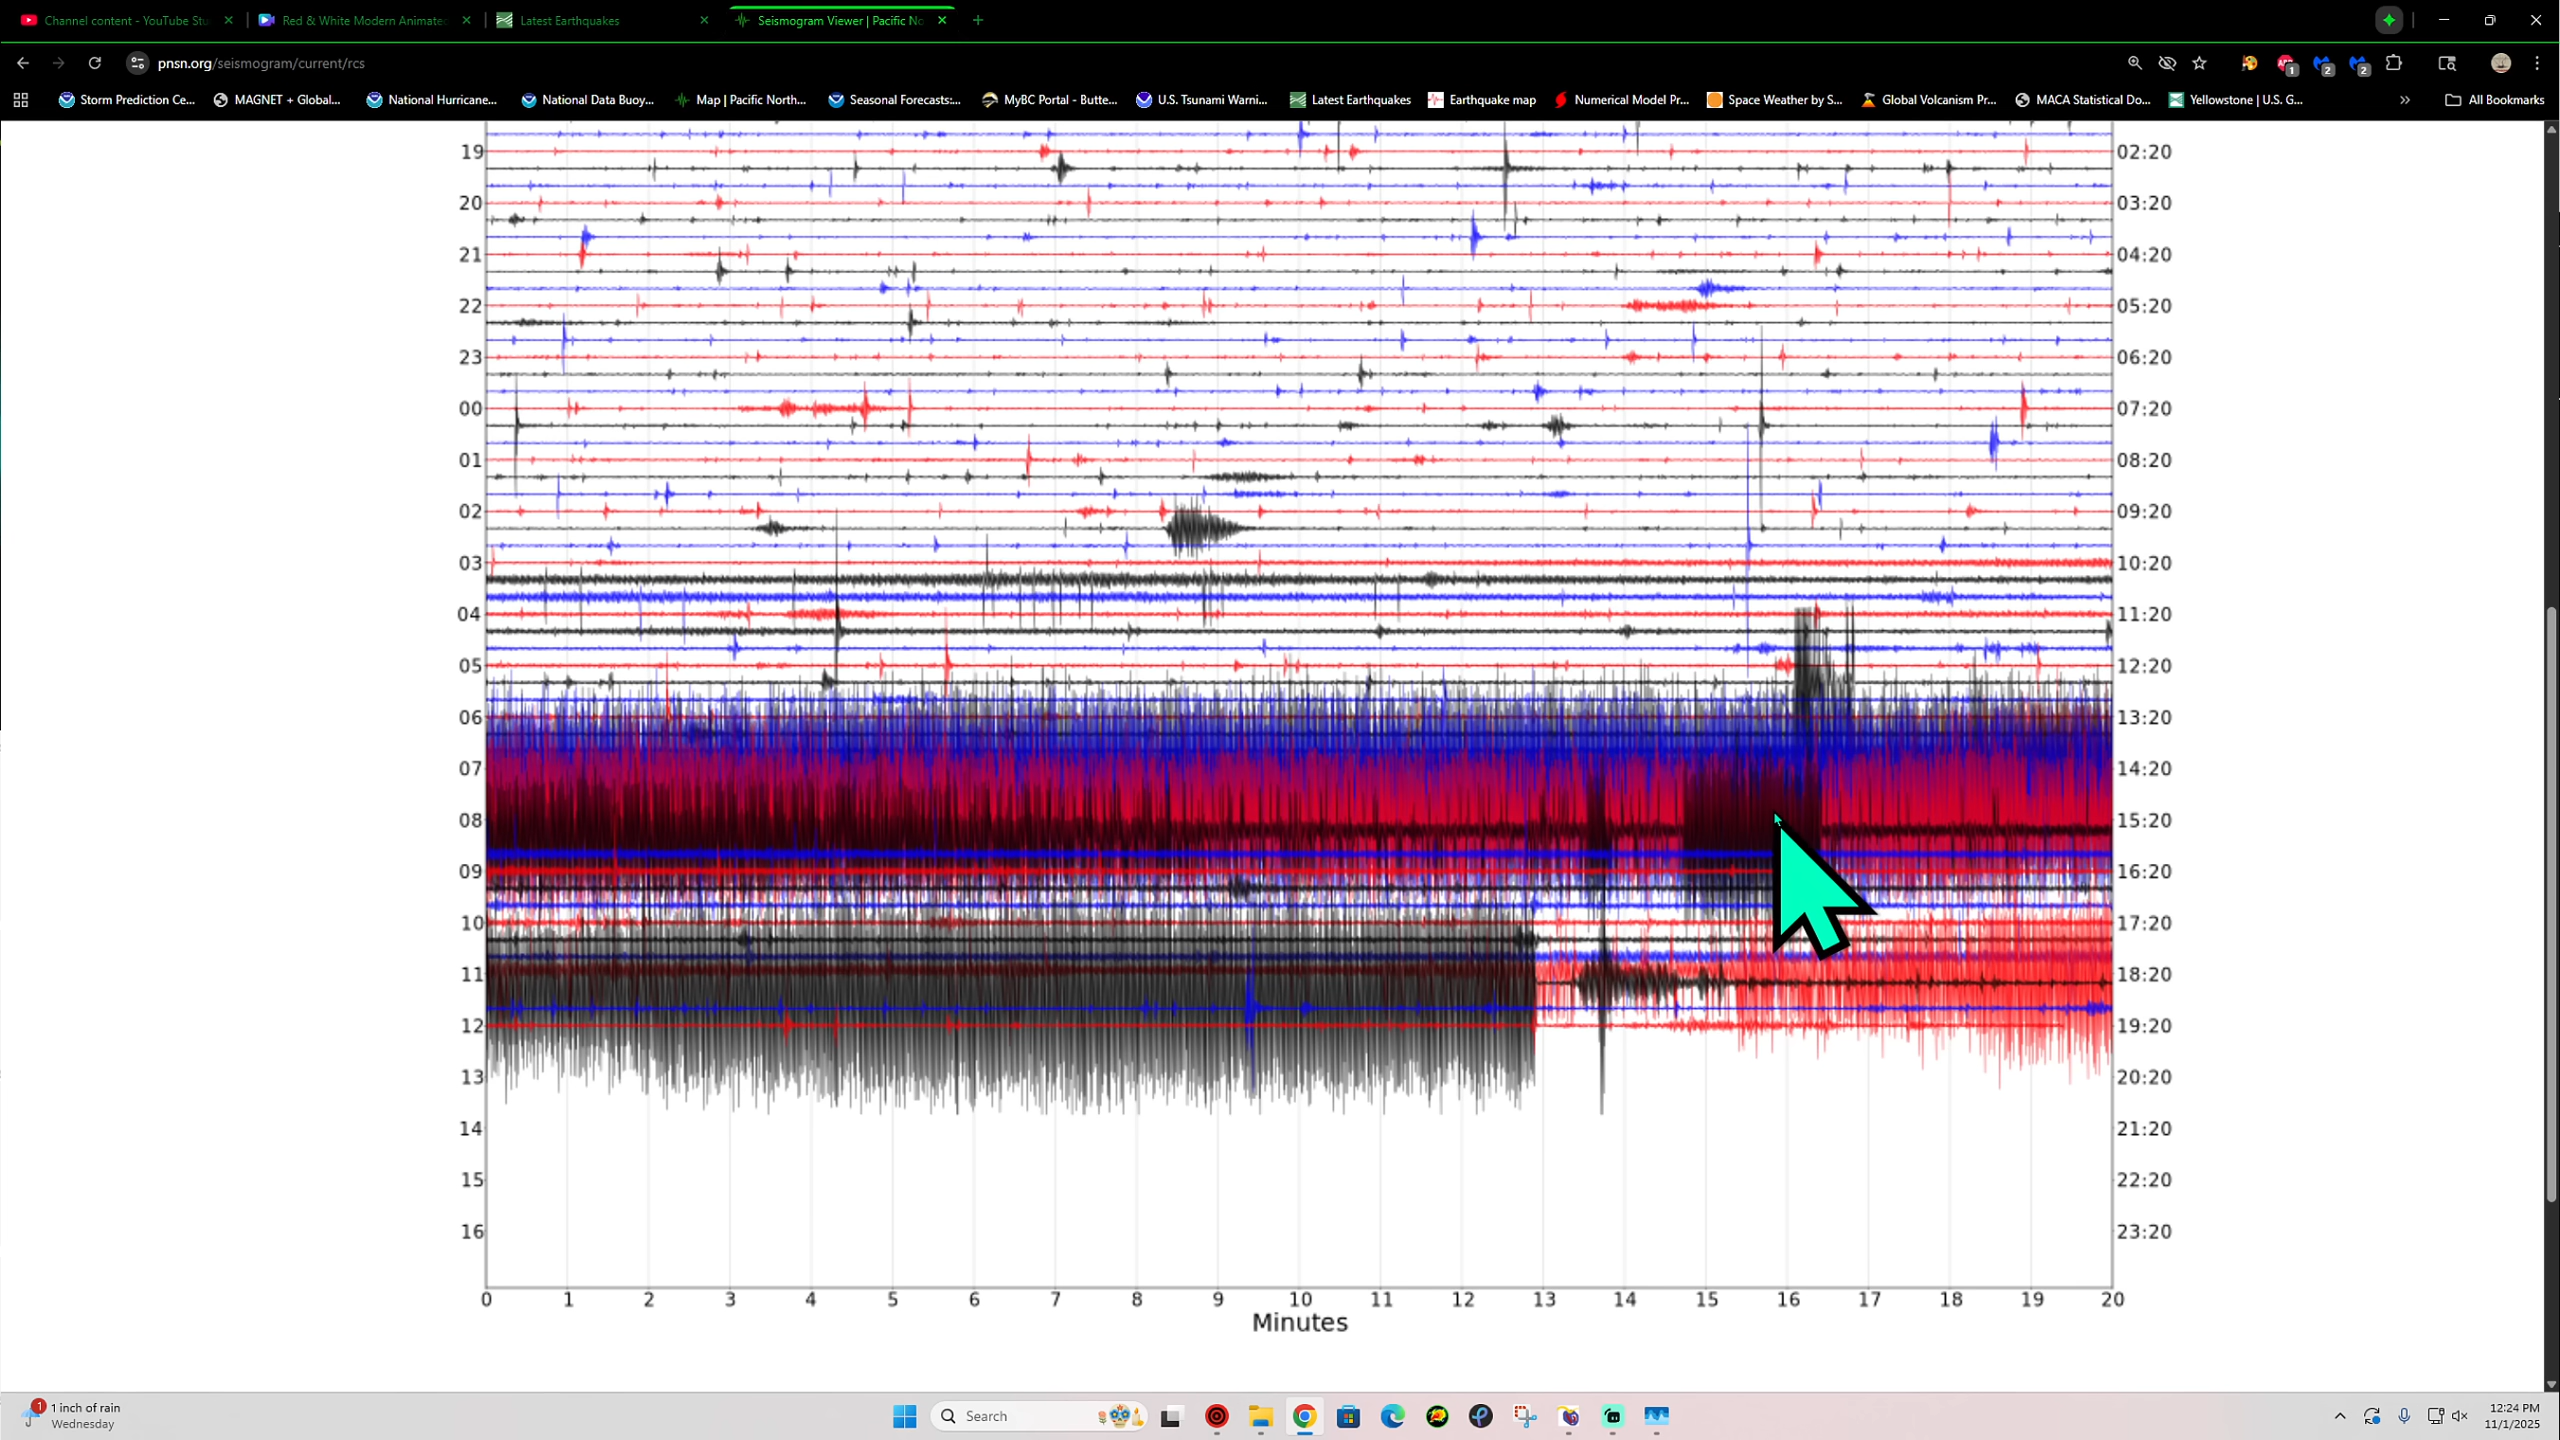 Channel content - YouTube Stu
Red & White Modern Animate
Latest Earthquakes
Seismogram Viewer | Pacific No
pnsn.org/seismogram/current/rcs
1
2
2
Storm Prediction Ce...
MAGNET + Global...
National Hurricane...
National Data Buoy...
Map | Pacific North...
Seasonal Forecasts:...
MyBC Portal - Butte...
U.S. Tsunami Warni...
Latest Earthquakes
Earthquake map
Numerical Model Pr...
Space Weather by S...
Global Volcanism Pr...
MACA Statistical Do...
Yellowstone | U.S. G...
All Bookmarks
19 02:20
20 03:20
21 04:20
22 05:20
23 06:20
00 07:20
01 08:20
02 09:20
03 10:20
04 11:20
05 12:20
06 13:20
07 14:20
08 15:20
09 16:20
10 17:20
11 18:20
12 19:20
13 20:20
14 21:20
15 22:20
16 23:20
0 1 2 3 4 5 6 7 8 9 10 11 12 13 14 15 16 17 18 19 20
Minutes
1
1 inch of rain
Wednesday
Search
12:24 PM
11/1/2025